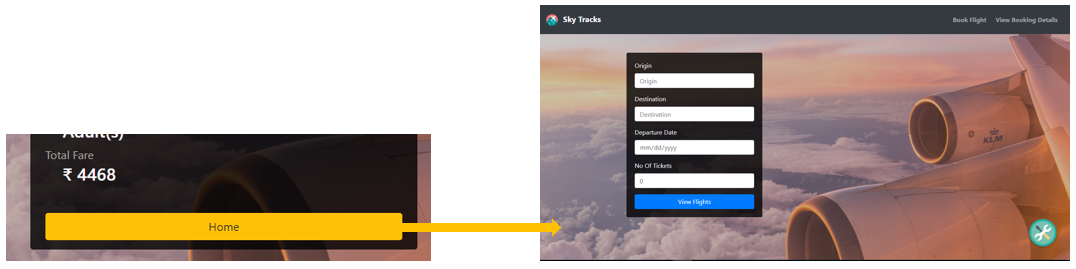 Adult(s)
Total Fare
₹ 4468
Home
Sky Tracks
Book Flight View Booking Details
Origin
Origin
Destination
Destination
Departure Date
mm/dd/yyyy
No Of Tickets
0
View Flights
KLM